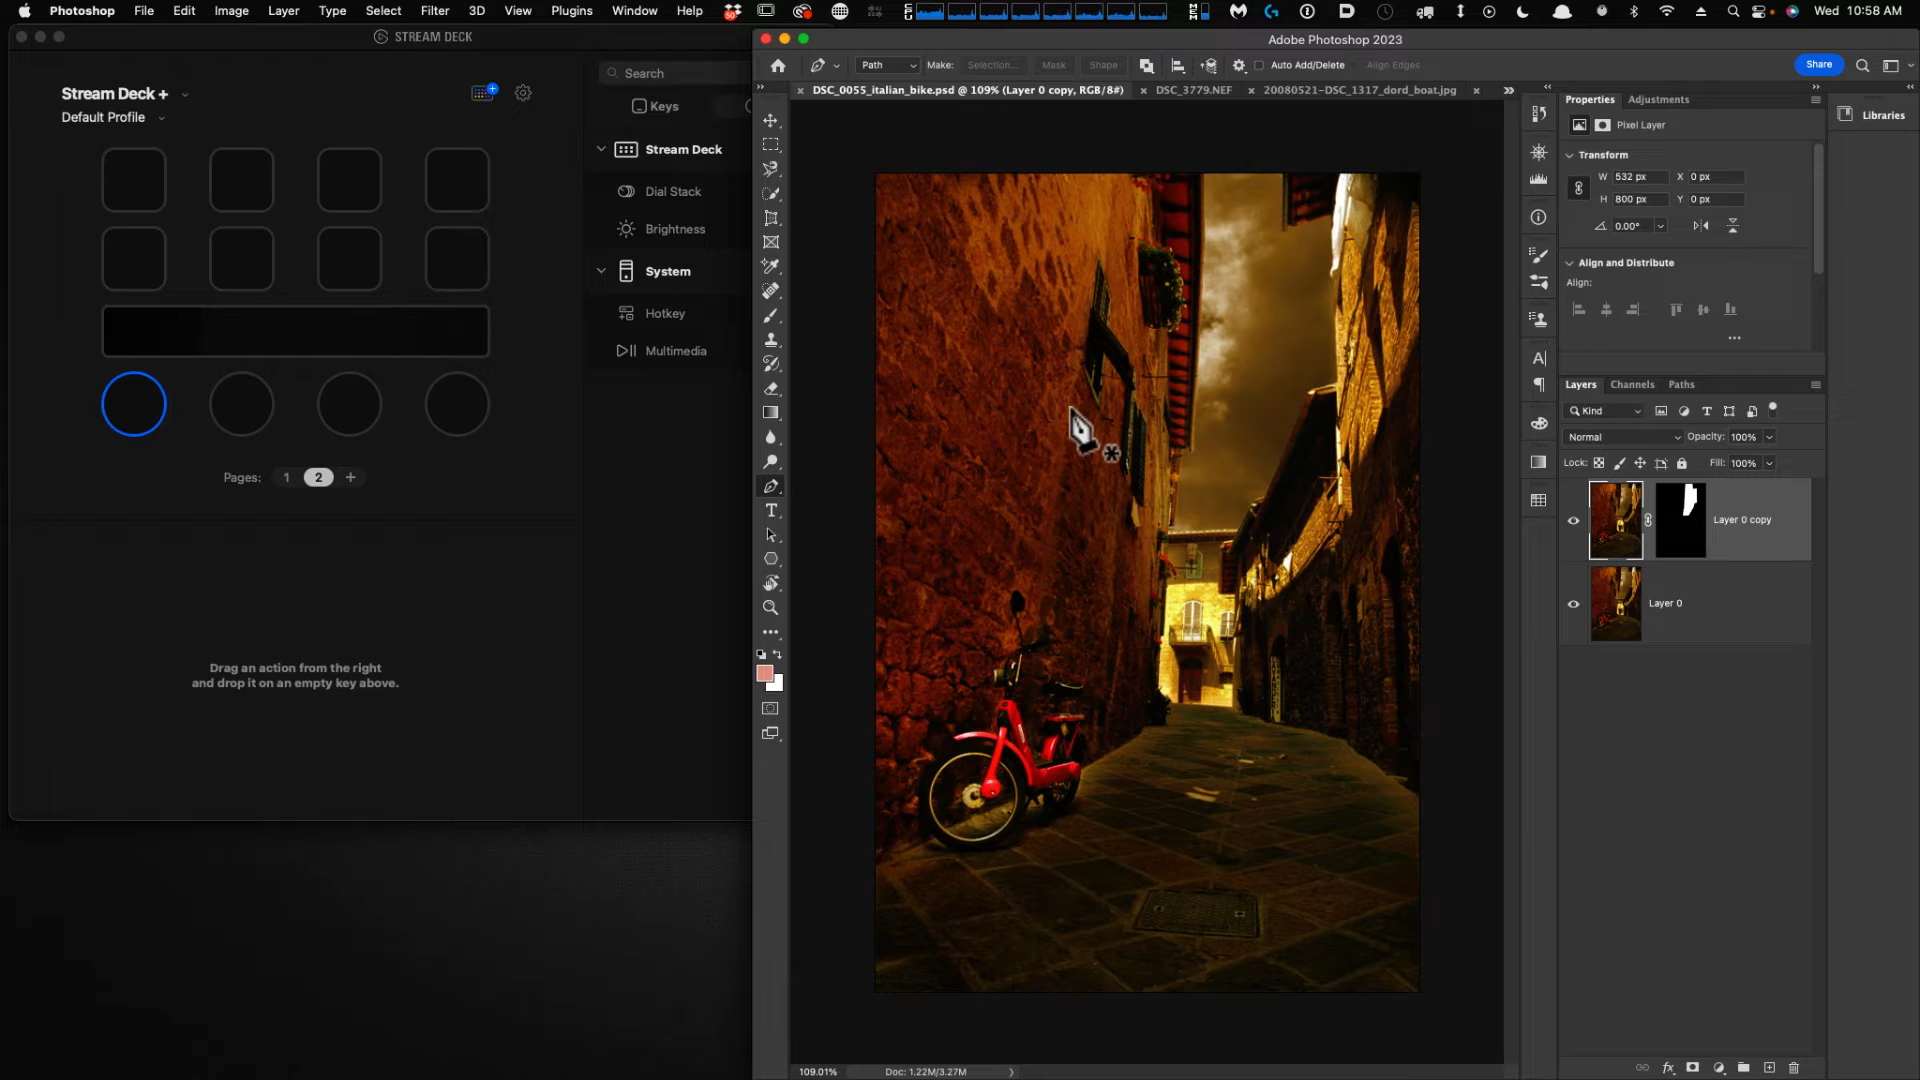 Photoshop File Edit Image Layer Type Select Filter 3D View Plugins Window Help Wed 10:58 AM
STREAM DECK
Adobe Photoshop 2023
Path Make: Selection... Mask Shape Auto Add/Delete Align Edges Share
Search
Stream Deck +
Default Profile
Keys
Stream Deck
Dial Stack
Brightness
System
Hotkey
Multimedia
Pages: 1 2 +
Drag an action from the right
and drop it on an empty key above.
DSC_0055_italian_bike.psd @ 109% (Layer 0 copy, RGB/8#) DSC_3779.NEF 20080521-DSC_1317_dord_boat.jpg
Properties Adjustments
Libraries
Pixel Layer
Transform
W 532 px X 0 px
H 800 px Y 0 px
0.00°
Align and Distribute
Align:
Layers Channels Paths
Kind
Normal Opacity: 100%
Lock: Fill: 100%
Layer 0 copy
Layer 0
109.01% Doc: 1.22M/3.27M